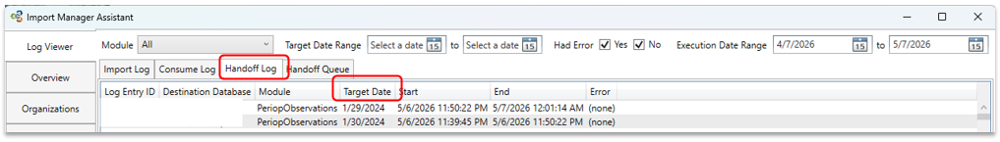 Import Manager Assistant
Log Viewer
Module All Target Date Range Select a date 15 to Select a date 15 Had Error Yes No Execution Date Range 4/7/2026 15 to 5/7/2026 15
Overview
Import Log Consume Log Handoff Log Handoff Queue
Log Entry ID Destination Database Module Target Date Start End Error
Organizations
PeriopObservations 1/29/2024 5/6/2026 11:50:22 PM 5/7/2026 12:01:14 AM (none)
PeriopObservations 1/30/2024 5/6/2026 11:39:45 PM 5/6/2026 11:50:22 PM (none)